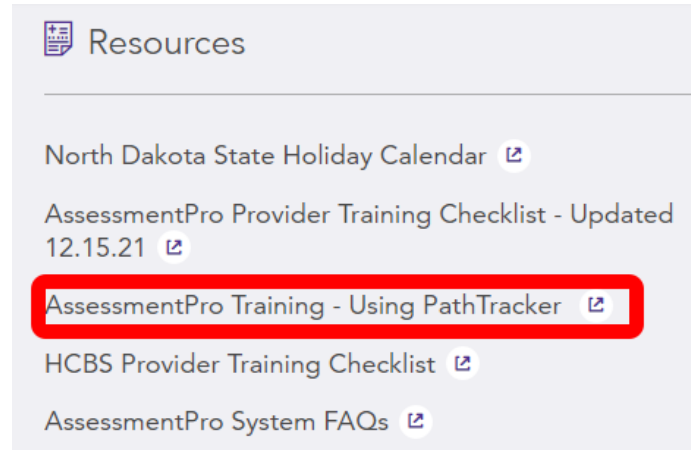 Resources
North Dakota State Holiday Calendar
AssessmentPro Provider Training Checklist - Updated
12.15.21
AssessmentPro Training - Using PathTracker
HCBS Provider Training Checklist
AssessmentPro System FAQs